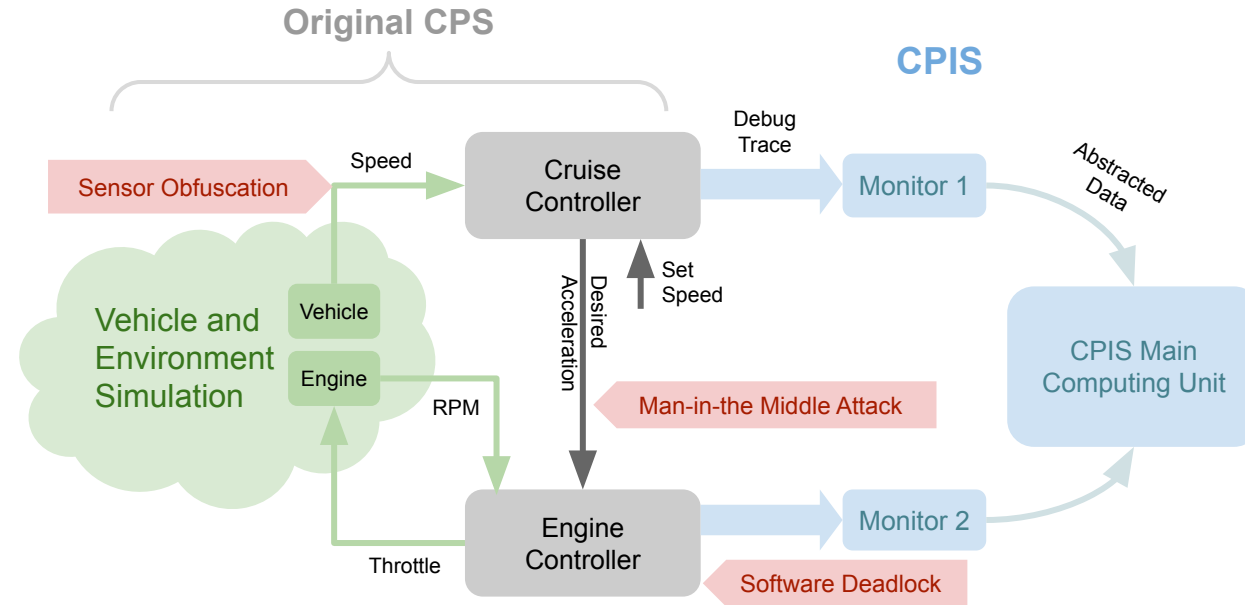 Original CPS
CPIS
Debug
Trace
Speed
Cruise
Controller
Sensor Obfuscation
Monitor 1
Abstracted
Data
Set
Speed
Desired
Acceleration
Vehicle
Vehicle and
Environment
Simulation
Engine
RPM
CPIS Main
Computing Unit
Man-in-the Middle Attack
Engine
Controller
Monitor 2
Throttle
Software Deadlock